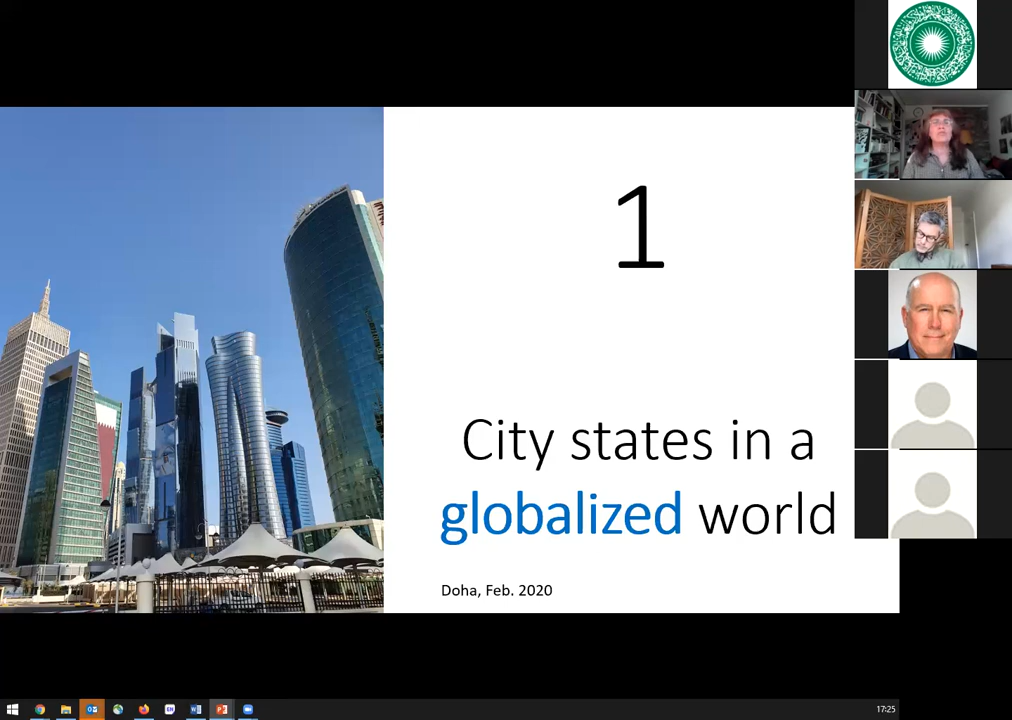 1
City states in a
globalized world
Doha, Feb. 2020
17:25